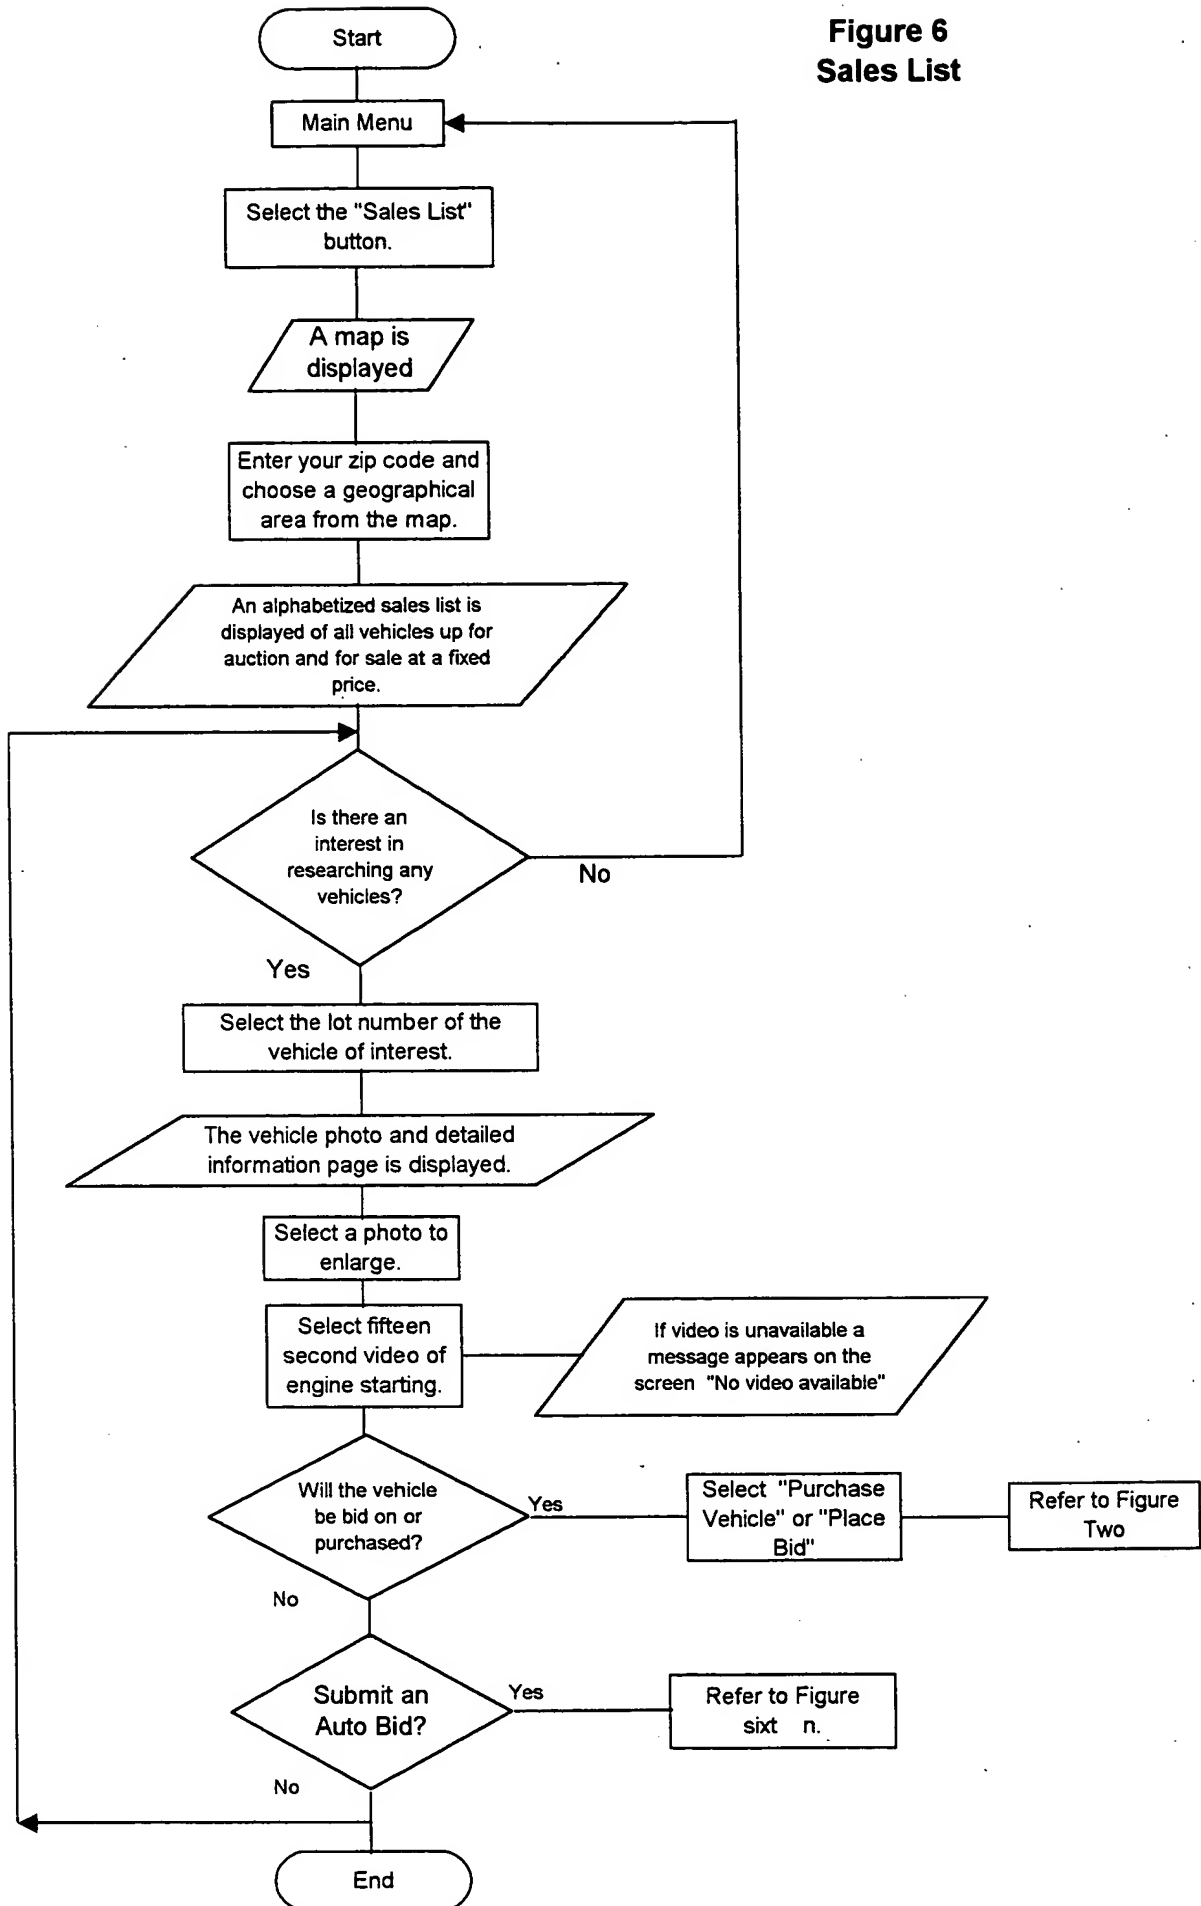 Figure 6
Sales List
Start
Main Menu
Select the "Sales List"
button.
A map is
displayed
Enter your zip code and
choose a geographical
area from the map.
An alphabetized sales list is
displayed of all vehicles up for
auction and for sale at a fixed
price.
Is there an
interest in
researching any
vehicles?
No
Yes
Select the lot number of the
vehicle of interest.
The vehicle photo and detailed
information page is displayed.
Select a photo to
enlarge.
Select fifteen
second video of
engine starting.
If video is unavailable a
message appears on the
screen "No video available"
Will the vehicle
be bid on or
purchased?
Yes
Select "Purchase
Vehicle" or "Place
Bid"
Refer to Figure
Two
No
Submit an
Auto Bid?
Yes
Refer to Figure
sixt n.
No
End